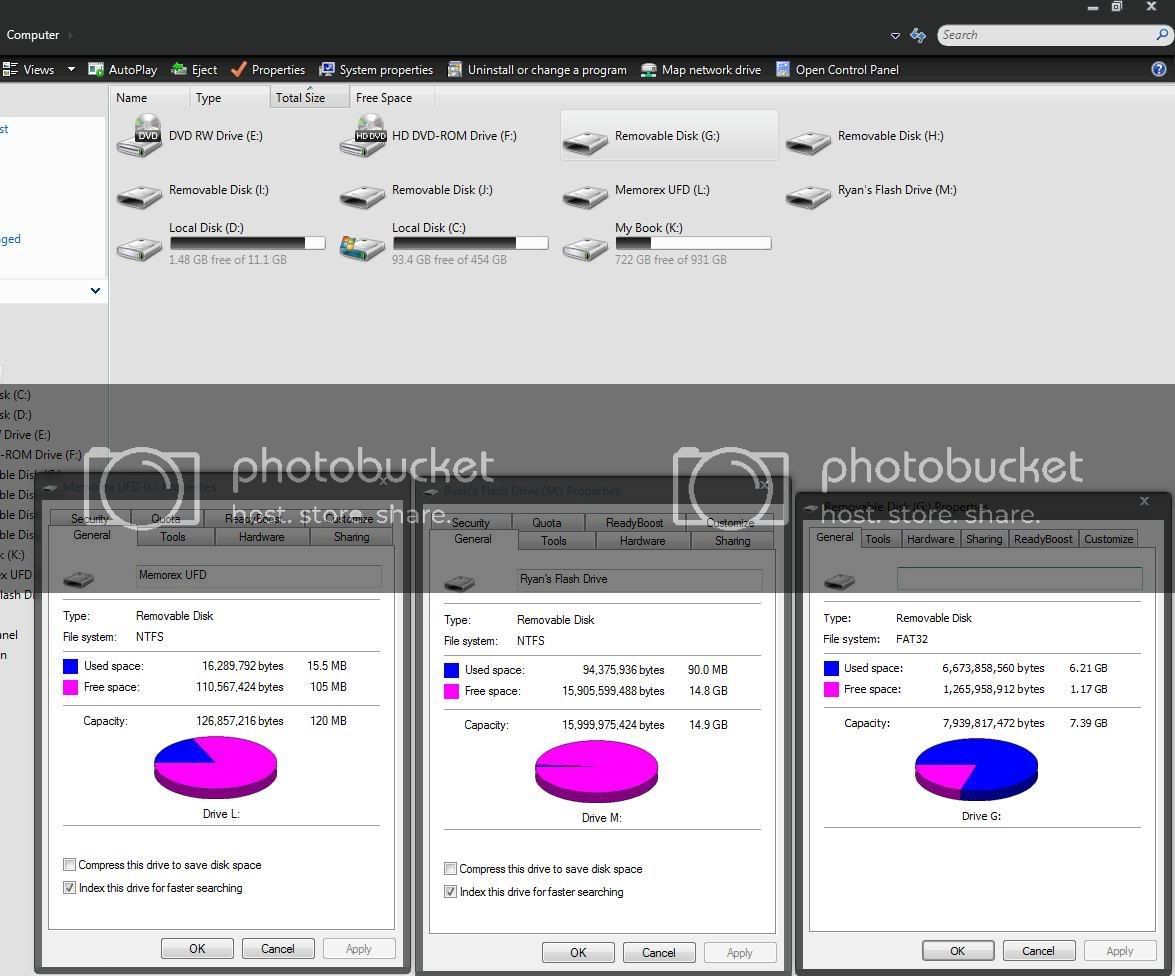 Computer
Search
Views AutoPlay Eject Properties System properties Uninstall or change a program Map network drive Open Control Panel
Name Type Total Size Free Space
st
DVD DVD RW Drive (E:)
HD DVD HD DVD-ROM Drive (F:)
Removable Disk (G:)
Removable Disk (H:)
Removable Disk (I:)
Removable Disk (J:)
Memorex UFD (L:)
Ryan's Flash Drive (M:)
aged
Local Disk (D:)
1.48 GB free of 11.1 GB
Local Disk (C:)
93.4 GB free of 454 GB
My Book (K:)
722 GB free of 931 GB
sk (C:)
sk (D:)
Drive (E:)
-ROM Drive (F:)
ble Disk
ble Dis
ble Dis
ble Dis
k (K:)
ex UFD
lash D
anel
n
photobucket
host. store. share.
photobucket
host. store. share.
Memorex UFD (L:) Properties
Security Quota ReadyBoost Customize
General Tools Hardware Sharing
Memorex UFD
Type: Removable Disk
File system: NTFS
Used space: 16,289,792 bytes 15.5 MB
Free space: 110,567,424 bytes 105 MB
Capacity: 126,857,216 bytes 120 MB
Drive L:
Compress this drive to save disk space
Index this drive for faster searching
OK Cancel Apply
Ryan's Flash Drive (M:) Properties
Security Quota ReadyBoost Customize
General Tools Hardware Sharing
Ryan's Flash Drive
Type: Removable Disk
File system: NTFS
Used space: 94,375,936 bytes 90.0 MB
Free space: 15,905,599,488 bytes 14.8 GB
Capacity: 15,999,975,424 bytes 14.9 GB
Drive M:
Compress this drive to save disk space
Index this drive for faster searching
OK Cancel Apply
Removable Disk (G:) Properties
General Tools Hardware Sharing ReadyBoost Customize
Type: Removable Disk
File system: FAT32
Used space: 6,673,858,560 bytes 6.21 GB
Free space: 1,265,958,912 bytes 1.17 GB
Capacity: 7,939,817,472 bytes 7.39 GB
Drive G:
OK Cancel Apply